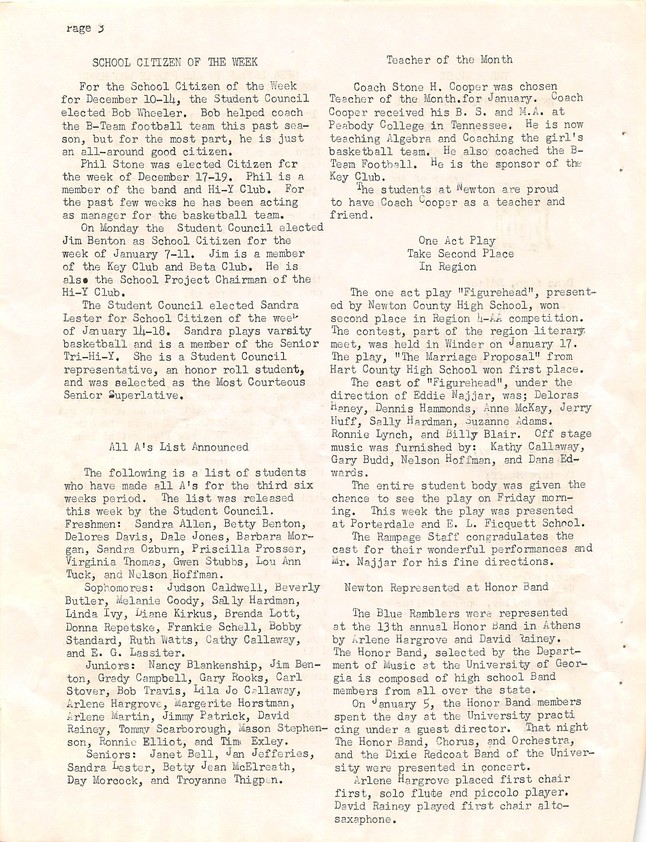 Page 3
SCHOOL CITIZEN OF THE WEEK
For the School Citizen of the Week
for December 10-14, the Student Council
elected Bob Wheeler. Bob helped coach
the B-Team football team this past sea-
son, but for the most part, he is just
an all-around good citizen.
Phil Stone was elected Citizen for
the week of December 17-19. Phil is a
member of the band and Hi-Y Club. For
the past few weeks he has been acting
as manager for the basketball team.
On Monday the Student Council elected
Jim Benton as School Citizen for the
week of January 7-11. Jim is a member
of the Key Club and Beta Club. He is
also the School Project Chairman of the
Hi-Y Club.
The Student Council elected Sandra
Lester for School Citizen of the week
of January 14-18. Sandra plays varsity
basketball and is a member of the Senior
Tri-Hi-Y. She is a Student Council
representative, an honor roll student,
and was selected as the Most Courteous
Senior Superlative.
All A's List Announced
The following is a list of students
who have made all A's for the third six
weeks period. The list was released
this week by the Student Council.
Freshmen: Sandra Allen, Betty Benton,
Delores Davis, Dale Jones, Barbara Mor-
gan, Sandra Ozburn, Priscilla Prosser,
Virginia Thomas, Gwen Stubbs, Lou Ann
Tuck, and Nelson Hoffman.
Sophomores: Judson Caldwell, Beverly
Butler, Melanie Coody, Sally Hardman,
Linda Ivy, Diane Kirkus, Brenda Lott,
Donna Repetske, Frankie Schell, Bobby
Standard, Ruth Watts, Cathy Callaway,
and E. G. Lassiter.
Juniors: Nancy Blankenship, Jim Ben-
ton, Grady Campbell, Gary Rooks, Carl
Stover, Bob Travis, Lila Jo Callaway,
Arlene Hargrove, Margerite Horstman,
Arlene Martin, Jimmy Patrick, David
Rainey, Tommy Scarborough, Mason Stephen-
son, Ronnie Elliot, and Tim Exley.
Seniors: Janet Bell, Jan Jefferies,
Sandra Lester, Betty Jean McElreath,
Day Morcock, and Troyanne Thigpen.
Teacher of the Month
Coach Stone H. Cooper was chosen
Teacher of the Month.for January. Coach
Cooper received his B. S. and M.A. at
Peabody College in Tennessee. He is now
teaching Algebra and Coaching the girl's
basketball team. He also coached the B-
Team Football. He is the sponsor of the
Key Club.
The students at Newton are proud
to have Coach Cooper as a teacher and
friend.
One Act Play
Take Second Place
In Region
The one act play "Figurehead", present-
ed by Newton County High School, won
second place in Region 4-AA competition.
The contest, part of the region literary
meet, was held in Winder on January 17.
The play, "The Marriage Proposal" from
Hart County High School won first place.
The cast of "Figurehead", under the
direction of Eddie Najjar, was; Deloras
Haney, Dennis Hammonds, Anne McKay, Jerry
Huff, Sally Hardman, Suzanne Adams.
Ronnie Lynch, and Billy Blair. Off stage
music was furnished by: Kathy Callaway,
Gary Budd, Nelson Hoffman, and Dana Ed-
wards.
The entire student body was given the
chance to see the play on Friday morn-
ing. This week the play was presented
at Porterdale and E. L. Ficquett School.
The Rampage Staff congradulates the
cast for their wonderful performances and
Mr. Najjar for his fine directions.
Newton Represented at Honor Band
The Blue Ramblers were represented
at the 13th annual Honor Band in Athens
by Arlene Hargrove and David Rainey.
The Honor Band, selected by the Depart-
ment of Music at the University of Geor-
gia is composed of high school Band
members from all over the state.
On January 5, the Honor Band members
spent the day at the University practi
cing under a guest director. That night
The Honor Band, Chorus, and Orchestra,
and the Dixie Redcoat Band of the Univer-
sity were presented in concert.
Arlene Hargrove placed first chair
first, solo flute and piccolo player.
David Rainey played first chair alto-
saxaphone.